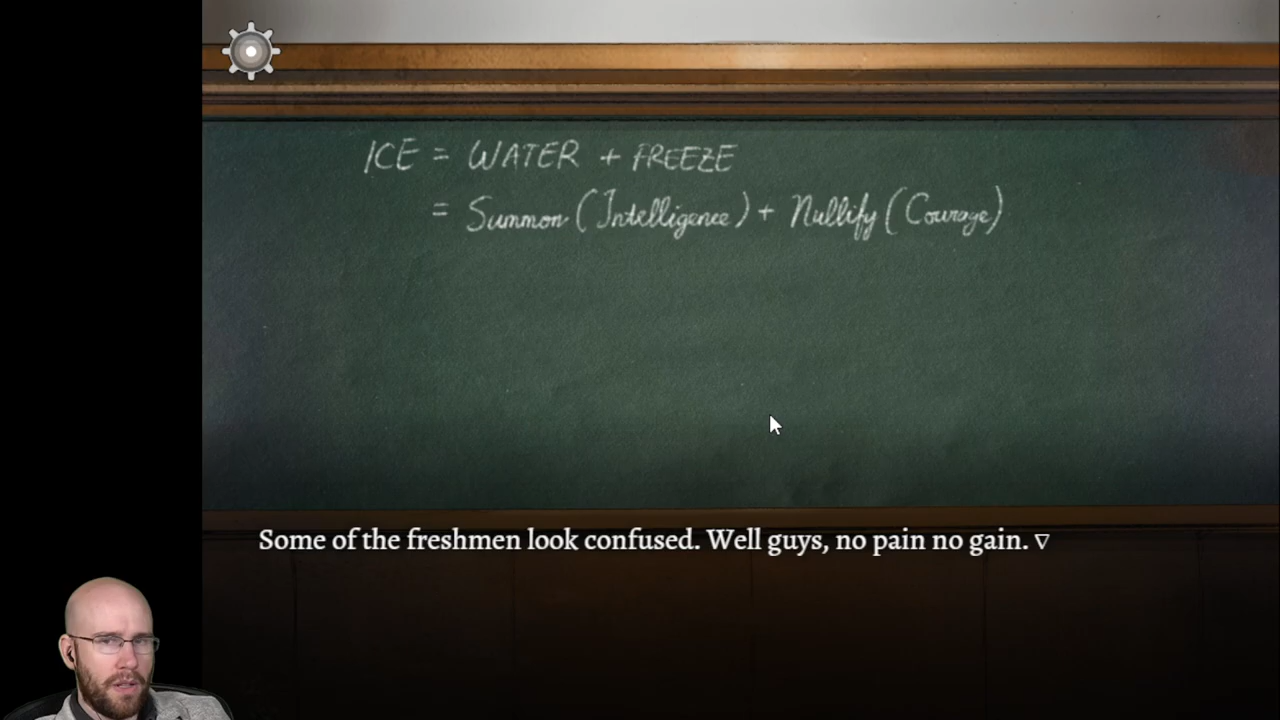 ICE = WATER + FREEZE
= Summon (Intelligence) + Nullify (Courage)
Some of the freshmen look confused. Well guys, no pain no gain. ▽